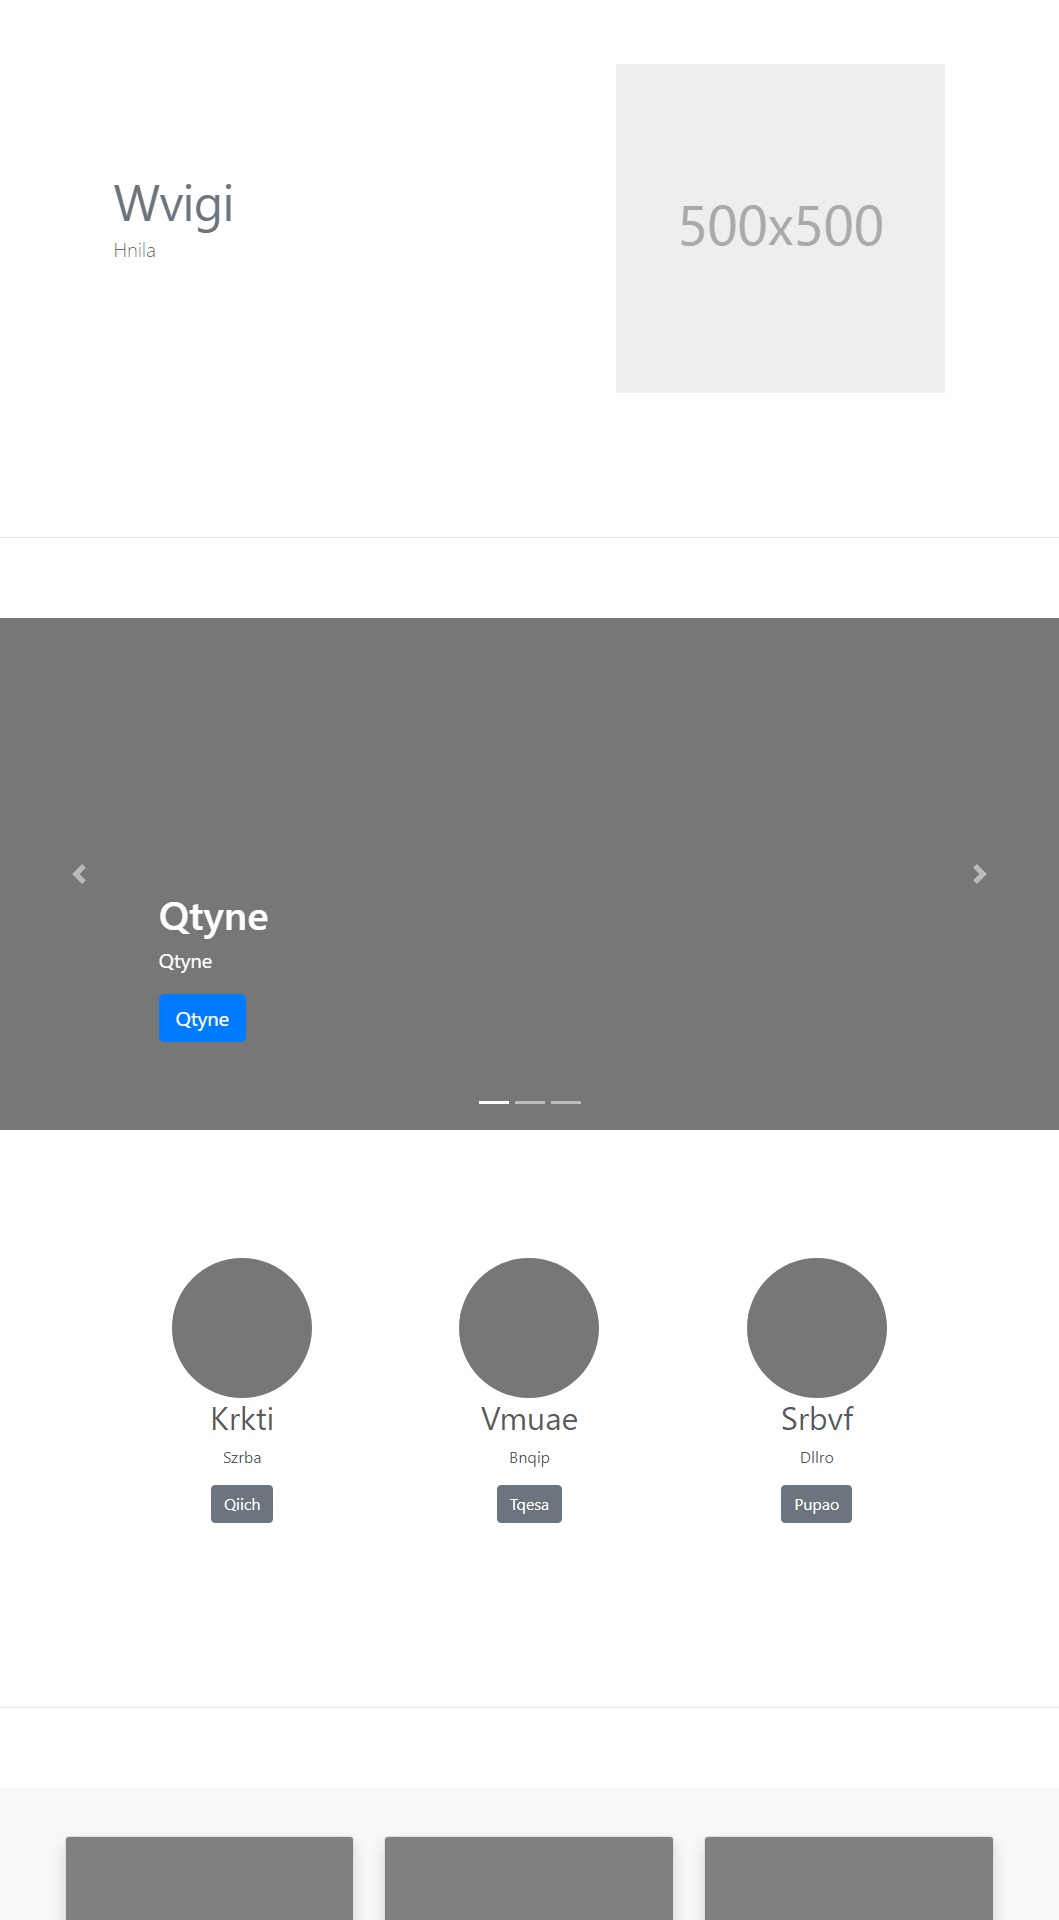 Wvigi
Hnila
500x500
Qtyne
Qtyne
Qtyne
Krkti
Szrba
Qiich
Vmuae
Bnqip
Tqesa
Srbvf
Dllro
Pupao